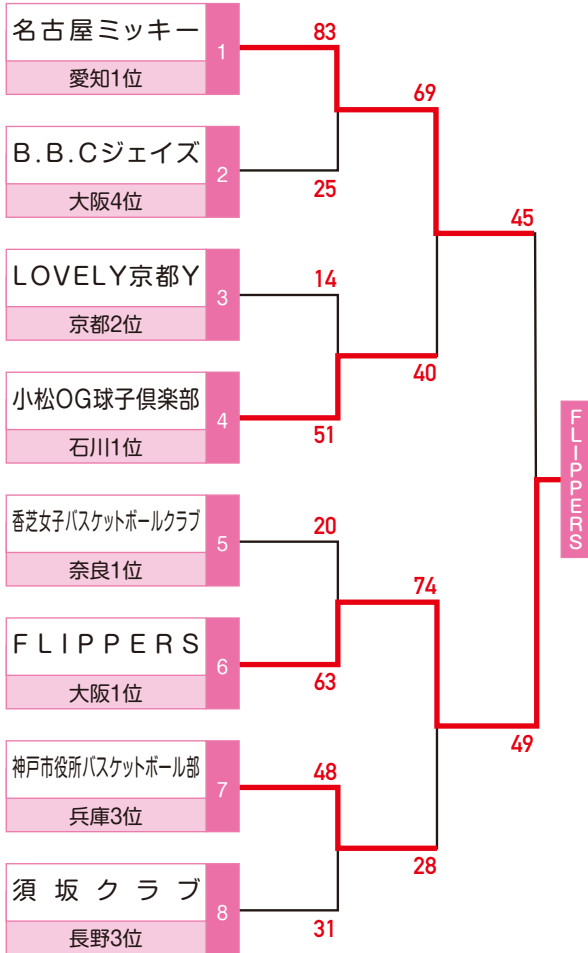 名古屋ミッキー
愛知1位
1
83
69
B.B.Cジェイズ
大阪4位
2
25
45
LOVELY京都Y
京都2位
3
14
40
小松OG球子倶楽部
石川1位
4
51
FLIPPERS
香芝女子バスケットボールクラブ
奈良1位
5
20
74
FLIPPERS
大阪1位
6
63
49
神戸市役所バスケットボール部
兵庫3位
7
48
28
須坂クラブ
長野3位
8
31